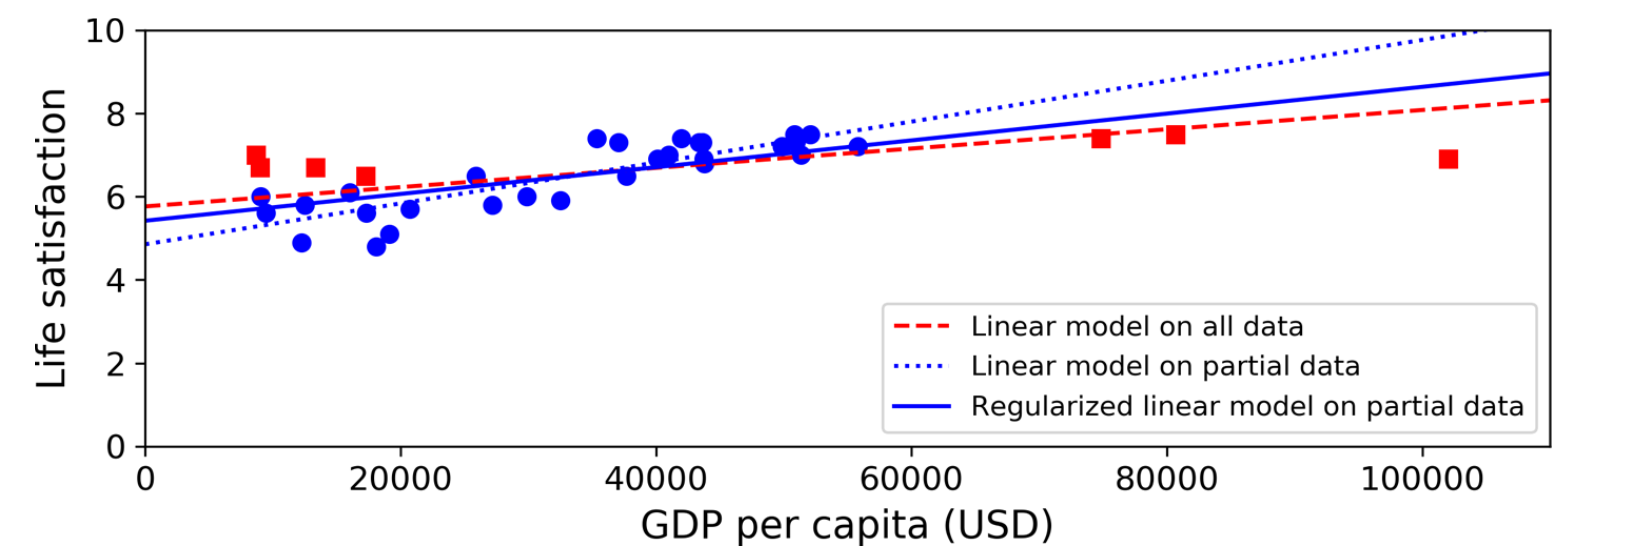 10
8
6
4
2
0
Life satisfaction
Linear model on all data
Linear model on partial data
Regularized linear model on partial data
0 20000 40000 60000 80000 100000
GDP per capita (USD)